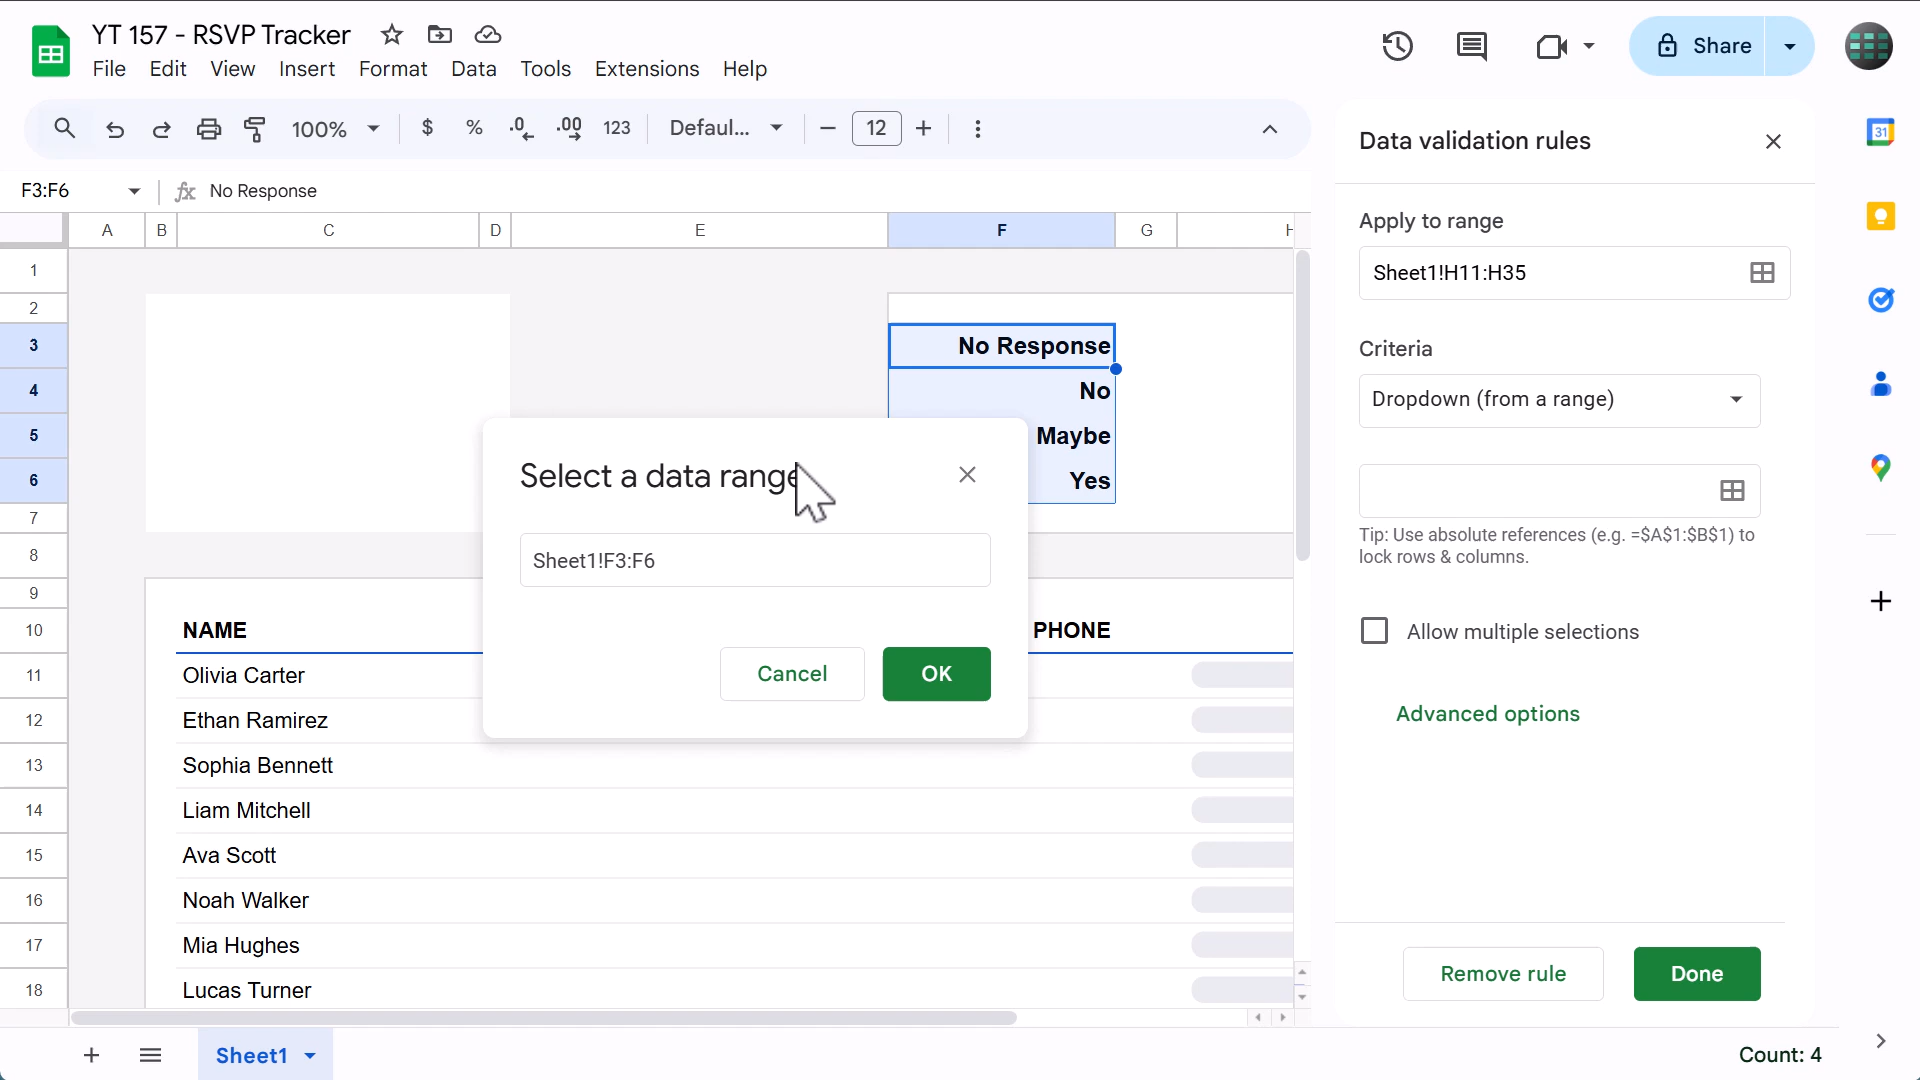 YT 157 - RSVP Tracker
File Edit View Insert Format Data Tools Extensions Help
Share
100% $ % .0 .00 123 Defaul... 12
F3:F6 No Response
A B C D E F G H
1
2
3 No Response
4 No
5 Maybe
6 Yes
7
8
9
10 NAME PHONE
11 Olivia Carter
12 Ethan Ramirez
13 Sophia Bennett
14 Liam Mitchell
15 Ava Scott
16 Noah Walker
17 Mia Hughes
18 Lucas Turner
Select a data range
Sheet1!F3:F6
Cancel OK
Data validation rules
Apply to range
Sheet1!H11:H35
Criteria
Dropdown (from a range)
Tip: Use absolute references (e.g. =$A$1:$B$1) to
lock rows & columns.
Allow multiple selections
Advanced options
Remove rule Done
31
Sheet1
Count: 4